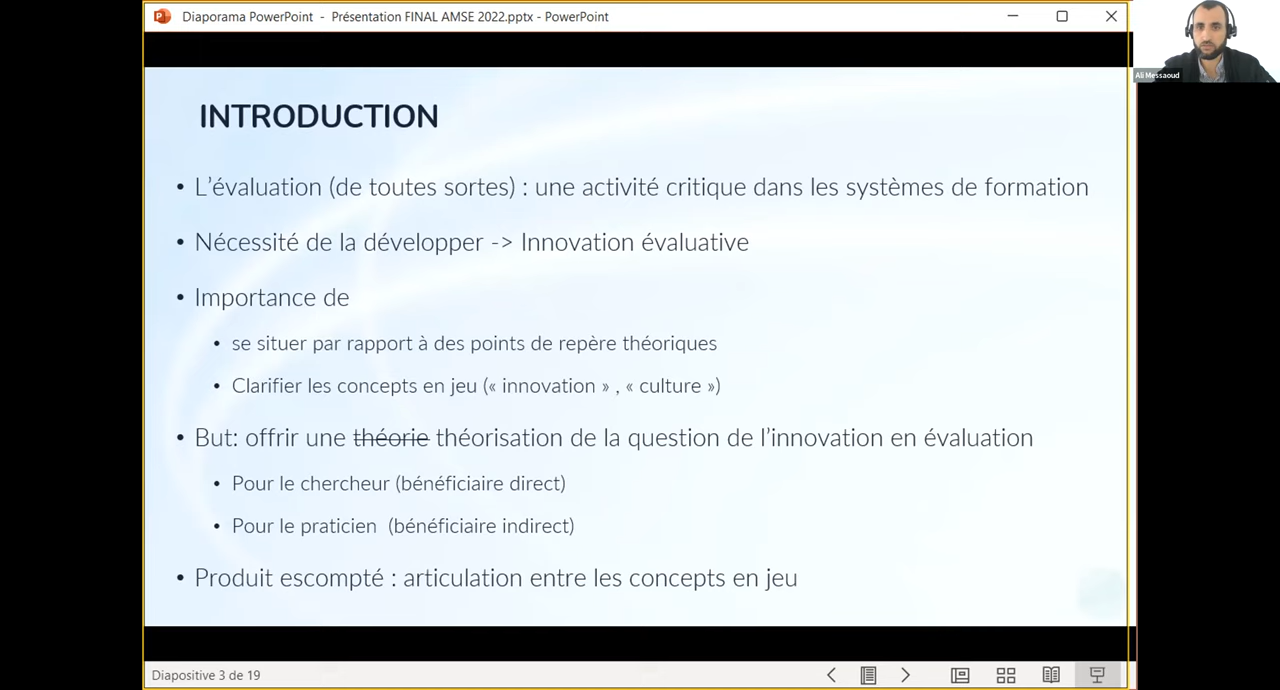 Diaporama PowerPoint - Présentation FINAL AMSE 2022.pptx - PowerPoint
Ali Messaoud
INTRODUCTION
• L'évaluation (de toutes sortes) : une activité critique dans les systèmes de formation
• Nécessité de la développer -> Innovation évaluative
• Importance de
• se situer par rapport à des points de repère théoriques
• Clarifier les concepts en jeu (« innovation » , « culture »)
• But: offrir une théorie théorisation de la question de l'innovation en évaluation
• Pour le chercheur (bénéficiaire direct)
• Pour le praticien (bénéficiaire indirect)
• Produit escompté : articulation entre les concepts en jeu
Diapositive 3 de 19